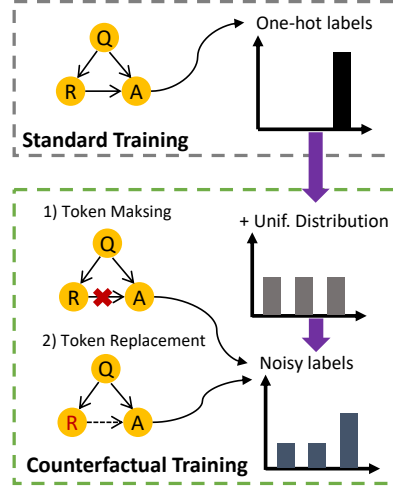 One-hot labels
Q
R
A
Standard Training
1) Token Maksing
+ Unif. Distribution
Q
R
A
2) Token Replacement
Noisy labels
Q
R
A
Counterfactual Training